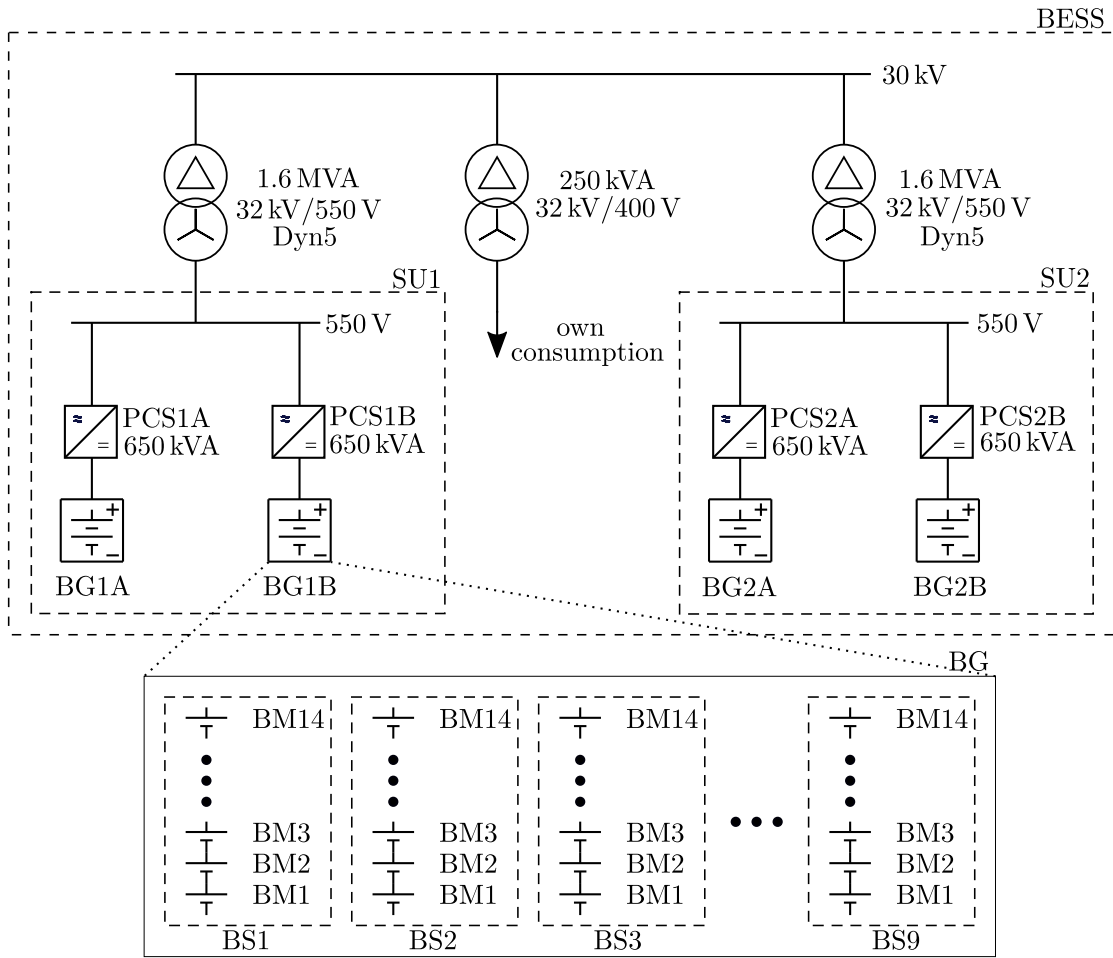 BESS
30 kV
1.6 MVA
32 kV/550 V
Dyn5
250 kVA
32 kV/400 V
1.6 MVA
32 kV/550 V
Dyn5
SU1
SU2
550 V
own
consumption
550 V
PCS1A
650 kVA
PCS1B
650 kVA
PCS2A
650 kVA
PCS2B
650 kVA
BG1A
BG1B
BG2A
BG2B
BG
BM14
BM3
BM2
BM1
BS1
BM14
BM3
BM2
BM1
BS2
BM14
BM3
BM2
BM1
BS3
BM14
BM3
BM2
BM1
BS9